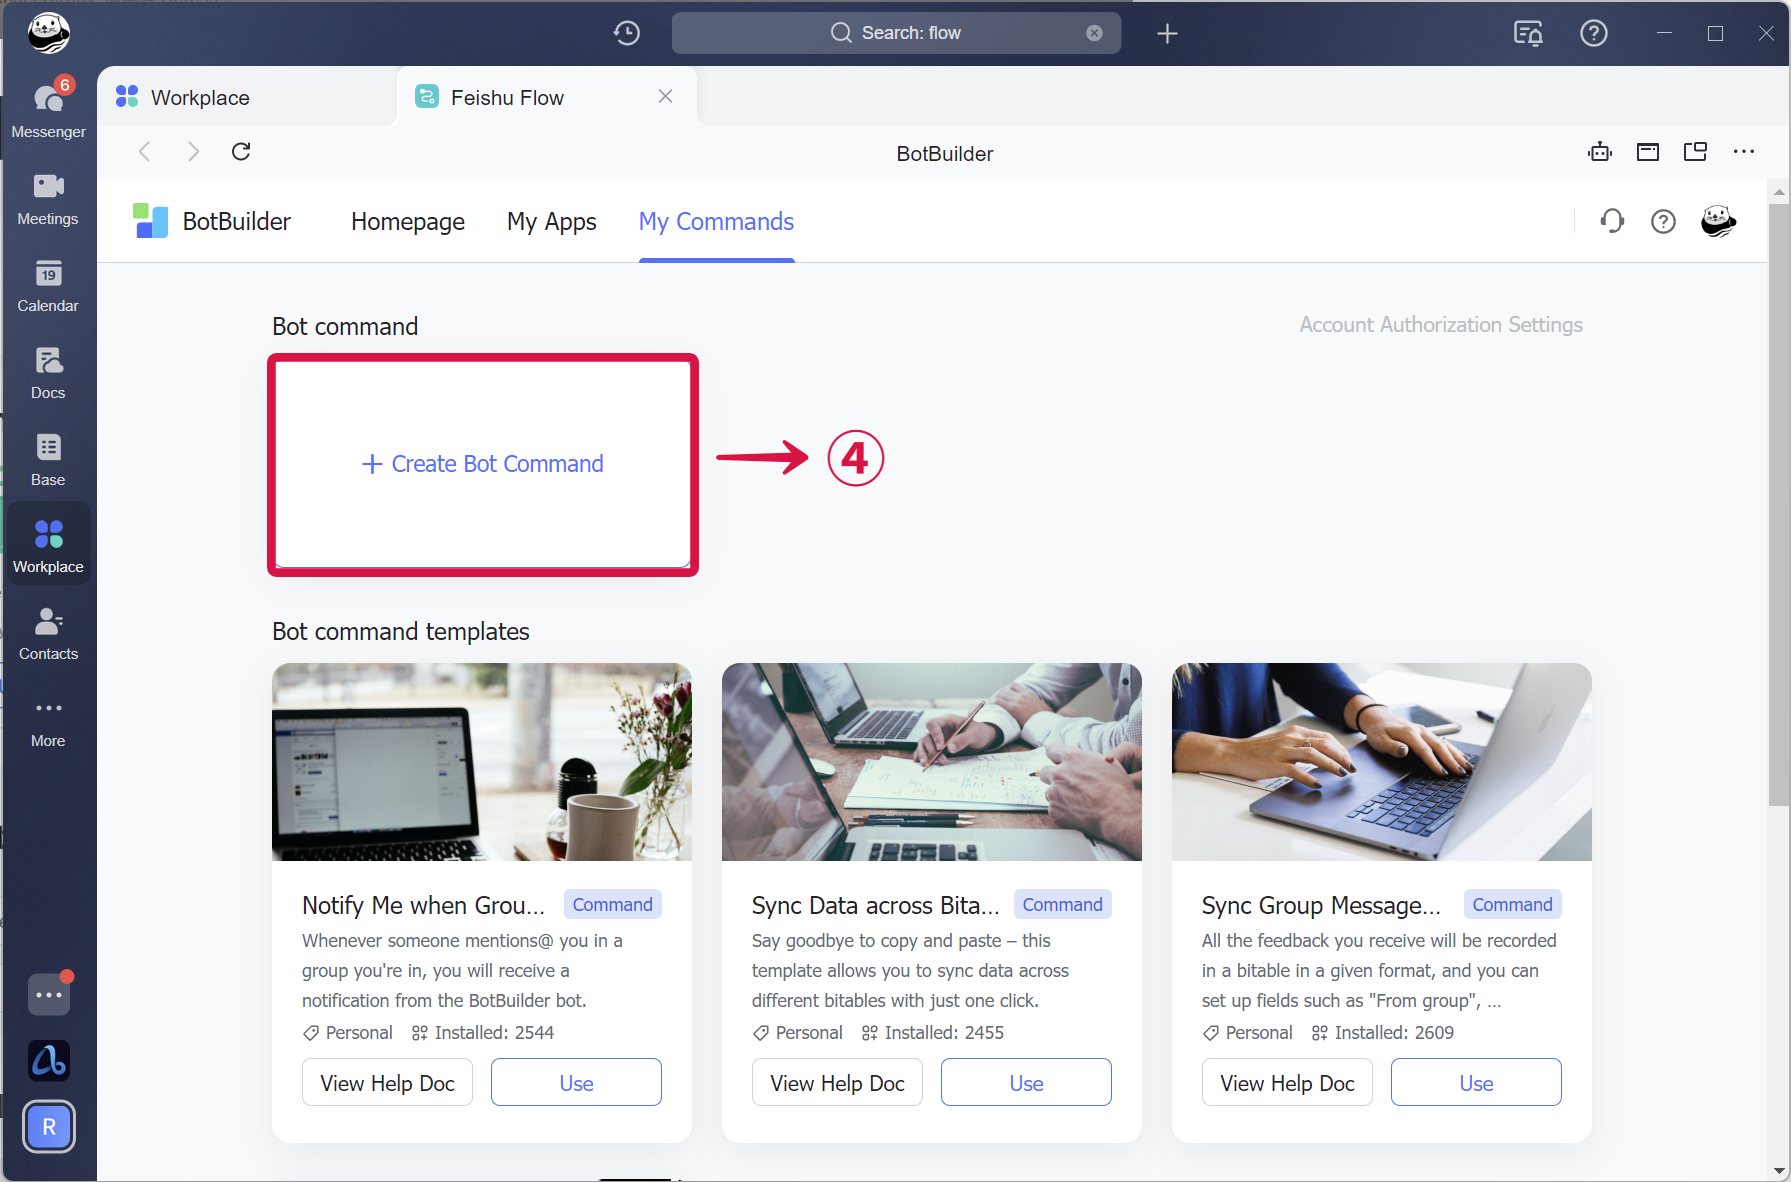 Search: flow
6
Messenger
Meetings
19
Calendar
Docs
Base
Workplace
Contacts
More
R
Workplace
Feishu Flow
BotBuilder
BotBuilder
Homepage
My Apps
My Commands
Bot command
Account Authorization Settings
+ Create Bot Command
④
Bot command templates
Notify Me when Grou...
Command
Whenever someone mentions@ you in a
group you're in, you will receive a
notification from the BotBuilder bot.
Personal
Installed: 2544
View Help Doc
Use
Sync Data across Bita...
Command
Say goodbye to copy and paste – this
template allows you to sync data across
different bitables with just one click.
Personal
Installed: 2455
View Help Doc
Use
Sync Group Message...
Command
All the feedback you receive will be recorded
in a bitable in a given format, and you can
set up fields such as "From group", ...
Personal
Installed: 2609
View Help Doc
Use